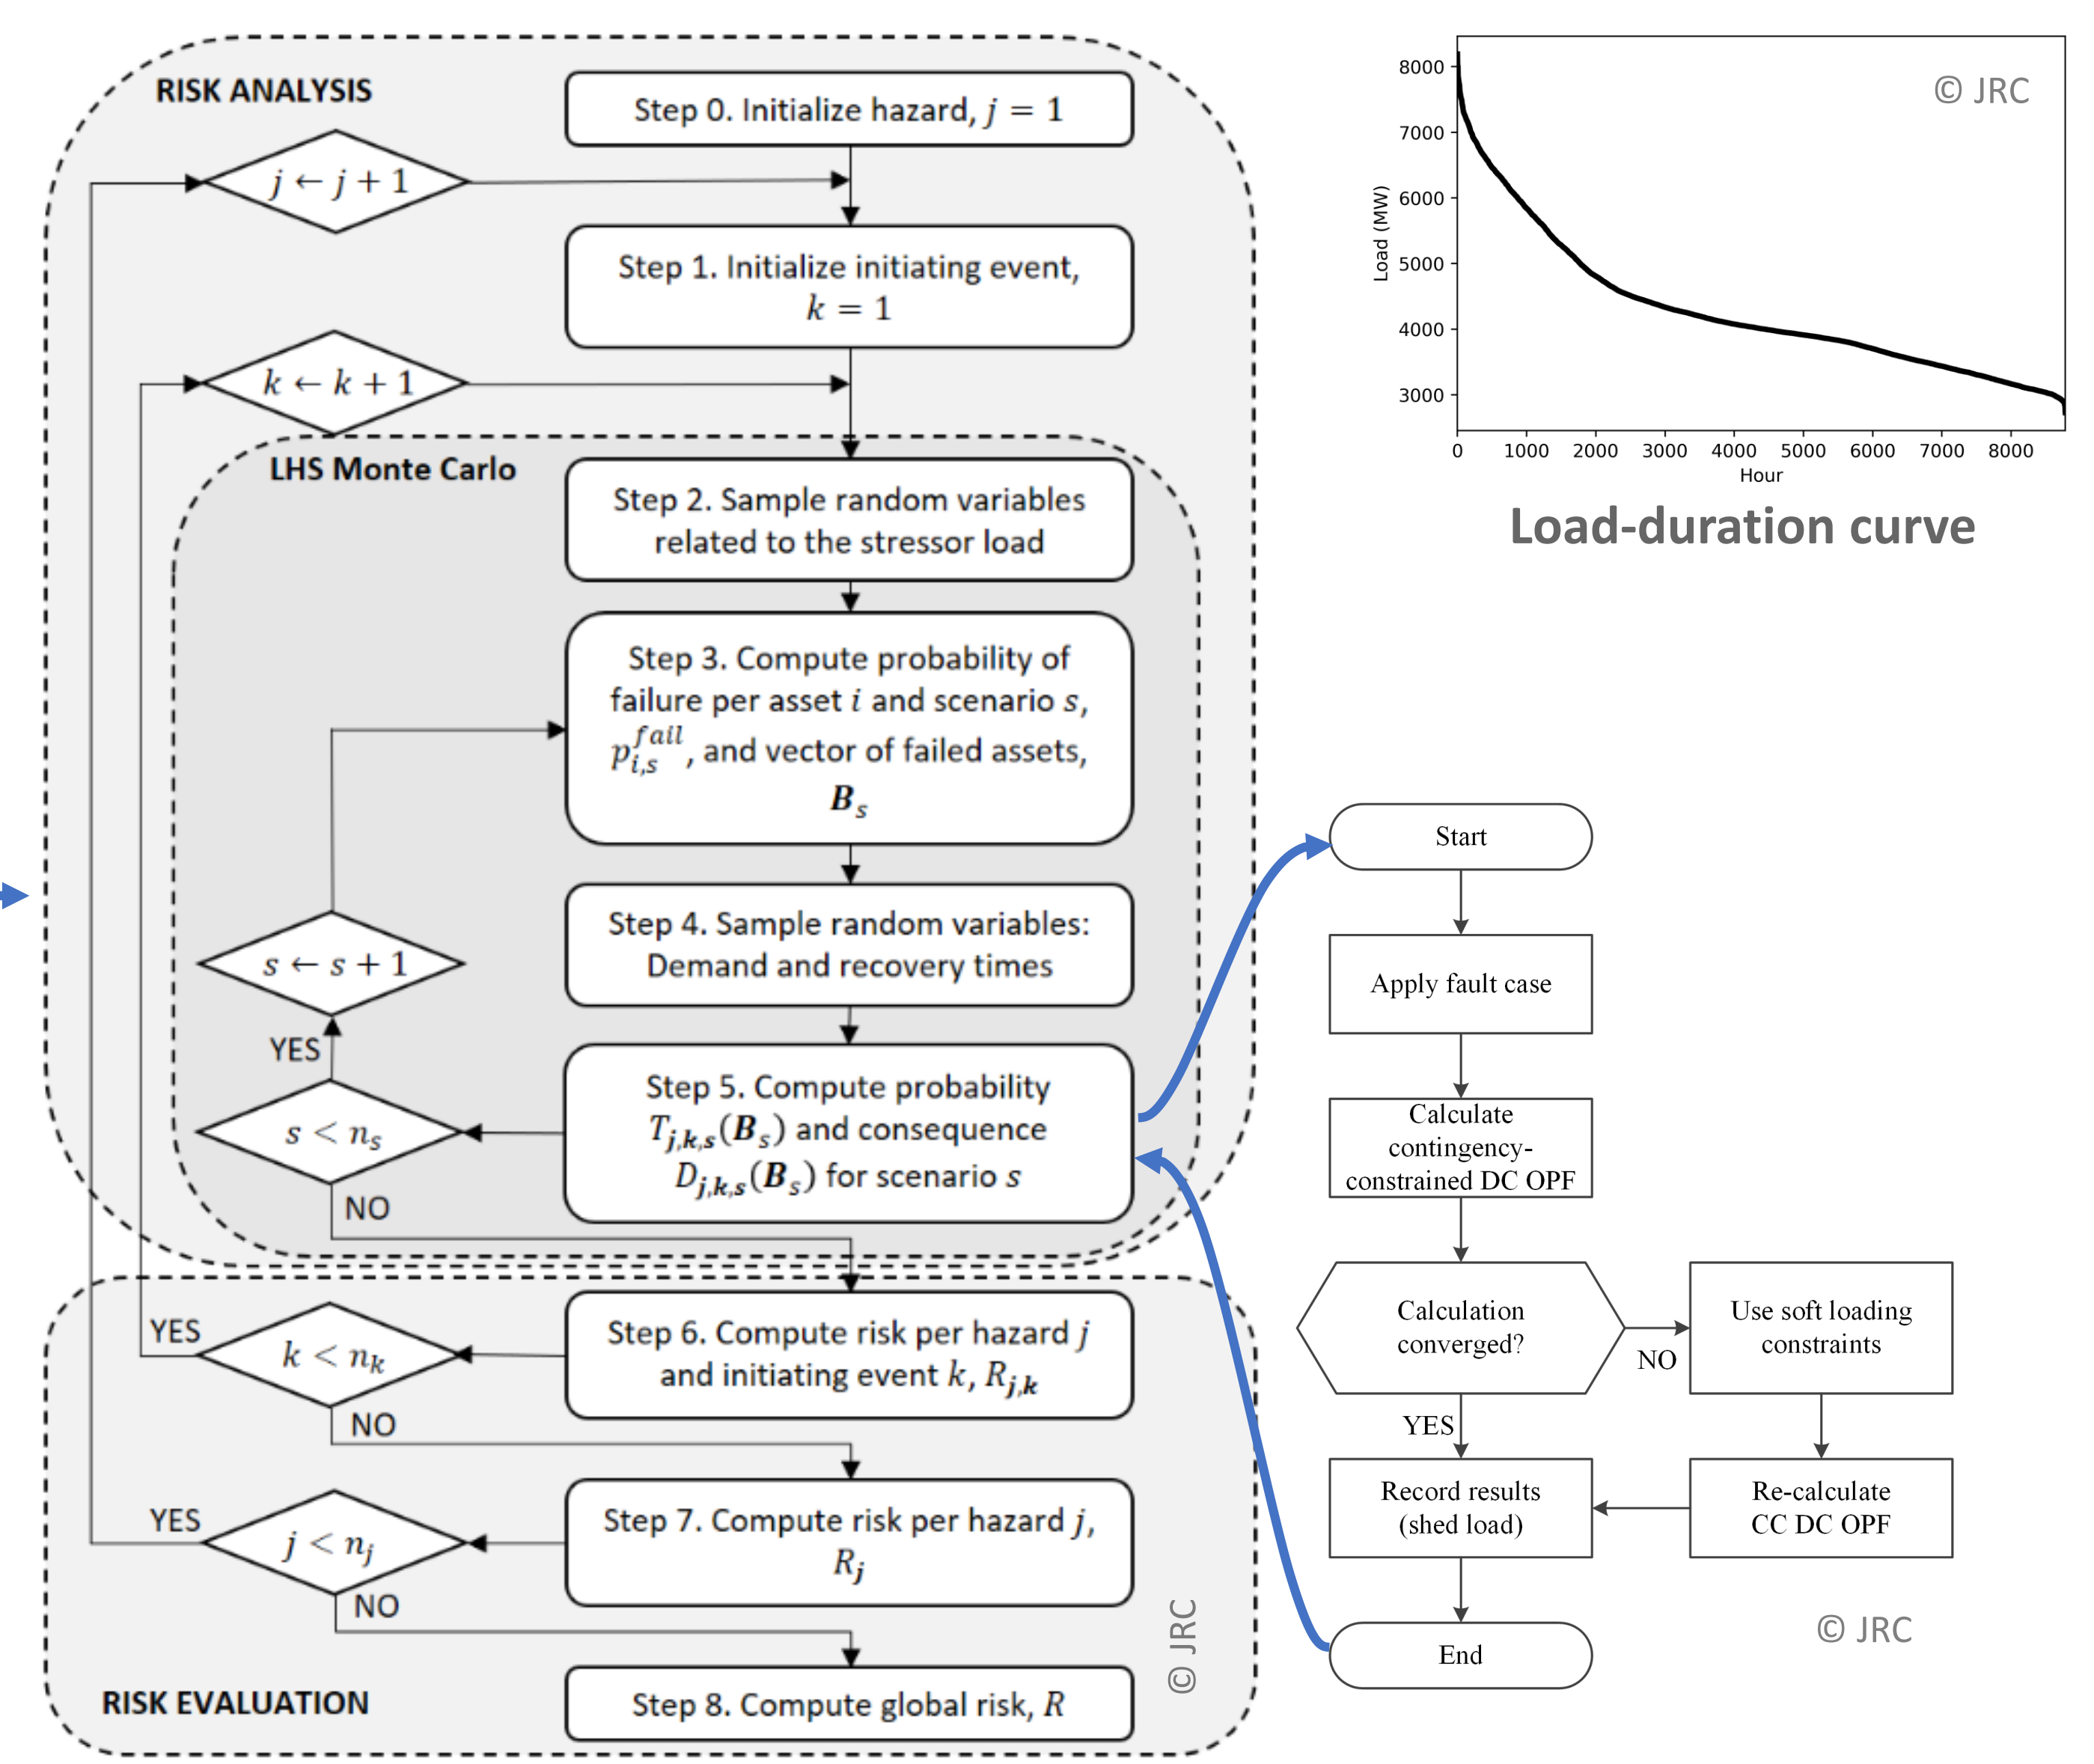 RISK ANALYSIS
Step 0. Initialize hazard, j = 1
j ← j + 1
Step 1. Initialize initiating event,
k = 1
k ← k + 1
LHS Monte Carlo
Step 2. Sample random variables
related to the stressor load
Step 3. Compute probability of
failure per asset i and scenario s,
p_{i,s}^{fail}, and vector of failed assets,
B_s
Step 4. Sample random variables:
Demand and recovery times
s ← s + 1
YES
Step 5. Compute probability
T_{j,k,s}(B_s) and consequence
D_{j,k,s}(B_s) for scenario s
s < n_s
NO
Step 6. Compute risk per hazard j
and initiating event k, R_{j,k}
YES
k < n_k
NO
Step 7. Compute risk per hazard j,
R_j
YES
j < n_j
NO
Step 8. Compute global risk, R
RISK EVALUATION
© JRC
8000
7000
6000
5000
4000
3000
Load (MW)
0 1000 2000 3000 4000 5000 6000 7000 8000
Hour
© JRC
Load-duration curve
Start
Apply fault case
Calculate
contingency-
constrained DC OPF
Calculation
converged?
NO
Use soft loading
constraints
YES
Record results
(shed load)
Re-calculate
CC DC OPF
End
© JRC